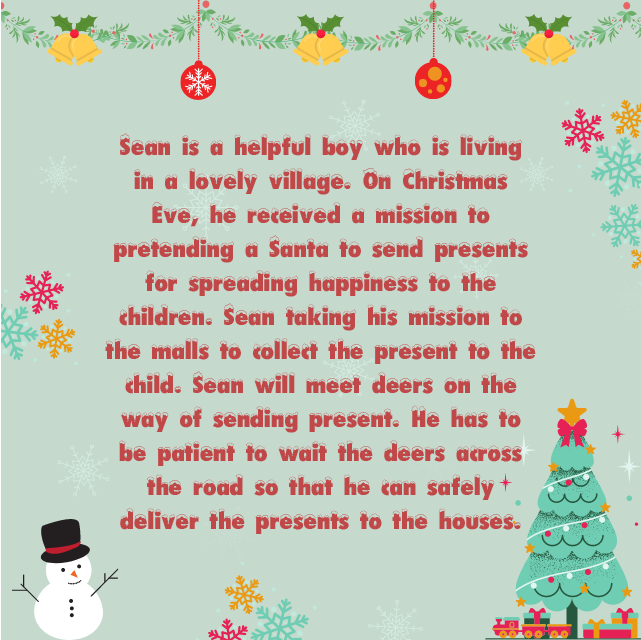 Sean is a helpful boy who is living
in a lovely village. On Christmas
Eve, he received a mission to
pretending a Santa to send presents
for spreading happiness to the
children. Sean taking his mission to
the malls to collect the present to the
child. Sean will meet deers on the
way of sending present. He has to
be patient to wait the deers across
the road so that he can safely
deliver the presents to the houses.